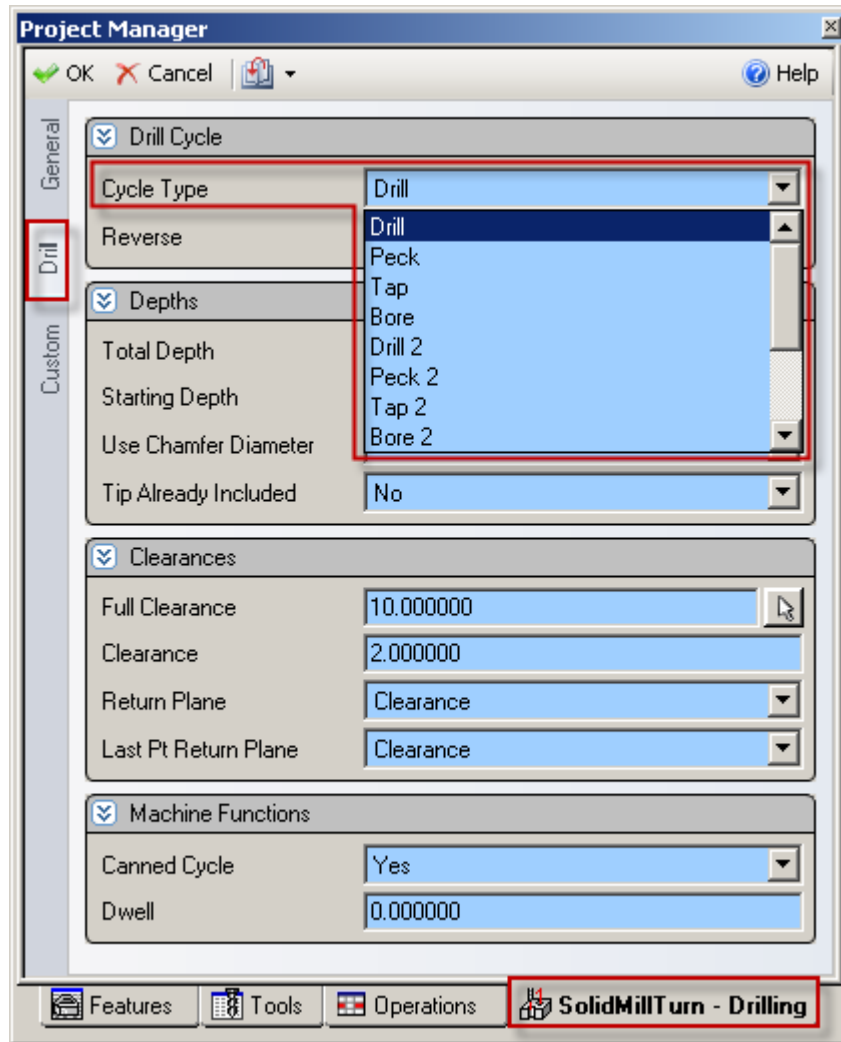 Project Manager
OK Cancel Help
General
Drill
Custom
Drill Cycle
Cycle Type Drill
Reverse
Drill
Peck
Tap
Bore
Drill 2
Peck 2
Tap 2
Bore 2
Depths
Total Depth
Starting Depth
Use Chamfer Diameter
Tip Already Included No
Clearances
Full Clearance 10.000000
Clearance 2.000000
Return Plane Clearance
Last Pt Return Plane Clearance
Machine Functions
Canned Cycle Yes
Dwell 0.000000
Features Tools Operations SolidMillTurn - Drilling